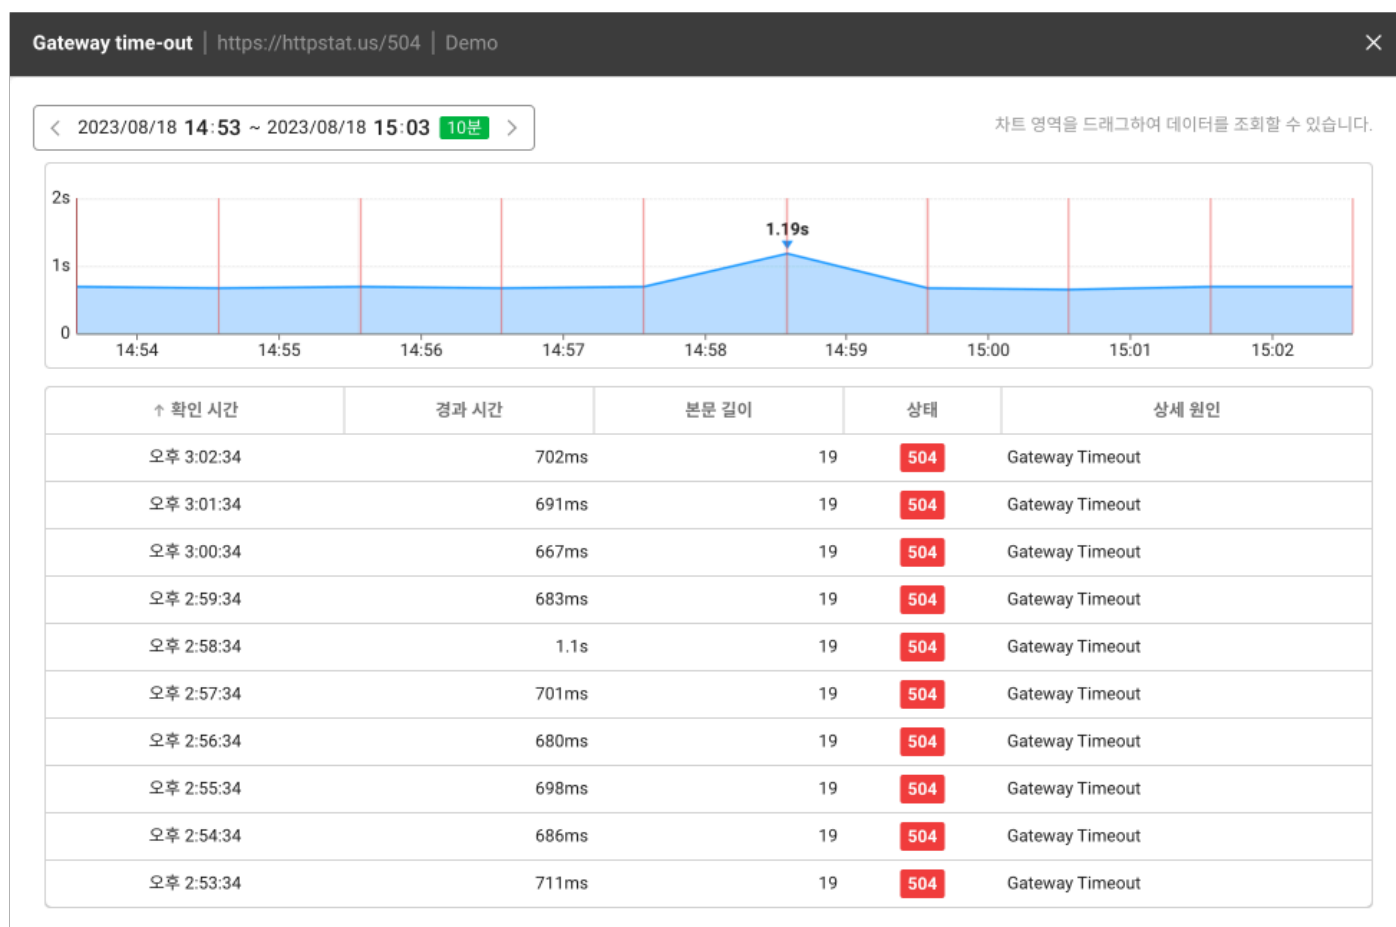 Gateway time-out | https://httpstat.us/504 | Demo
2023/08/18 14:53 ~ 2023/08/18 15:03 10분
차트 영역을 드래그하여 데이터를 조회할 수 있습니다.
2s
1.19s
1s
0
14:54 14:55 14:56 14:57 14:58 14:59 15:00 15:01 15:02
↑ 확인 시간 경과 시간 본문 길이 상태 상세 원인
오후 3:02:34 702ms 19 504 Gateway Timeout
오후 3:01:34 691ms 19 504 Gateway Timeout
오후 3:00:34 667ms 19 504 Gateway Timeout
오후 2:59:34 683ms 19 504 Gateway Timeout
오후 2:58:34 1.1s 19 504 Gateway Timeout
오후 2:57:34 701ms 19 504 Gateway Timeout
오후 2:56:34 680ms 19 504 Gateway Timeout
오후 2:55:34 698ms 19 504 Gateway Timeout
오후 2:54:34 686ms 19 504 Gateway Timeout
오후 2:53:34 711ms 19 504 Gateway Timeout